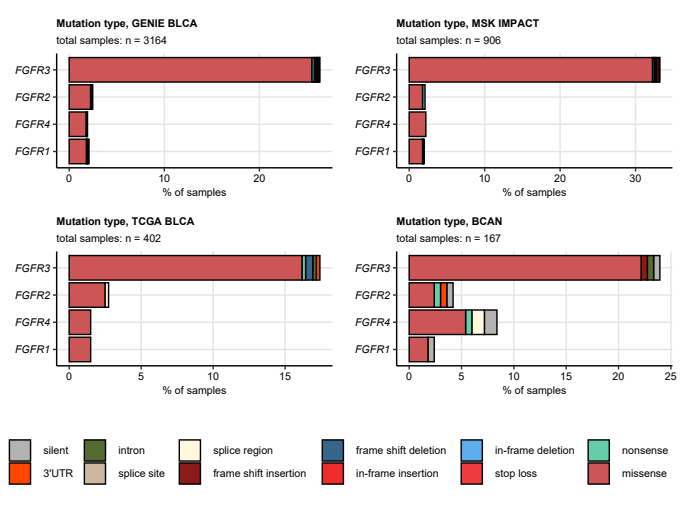 Mutation type, GENIE BLCA
total samples: n = 3164
FGFR3
FGFR2
FGFR4
FGFR1
0 20
% of samples
Mutation type, MSK IMPACT
total samples: n = 906
FGFR3
FGFR2
FGFR4
FGFR1
0 10 20 30
% of samples
Mutation type, TCGA BLCA
total samples: n = 402
FGFR3
FGFR2
FGFR4
FGFR1
0 5 10 15
% of samples
Mutation type, BCAN
total samples: n = 167
FGFR3
FGFR2
FGFR4
FGFR1
0 5 10 15 20 25
% of samples
silent intron splice region frame shift deletion in-frame deletion nonsense
3'UTR splice site frame shift insertion in-frame insertion stop loss missense